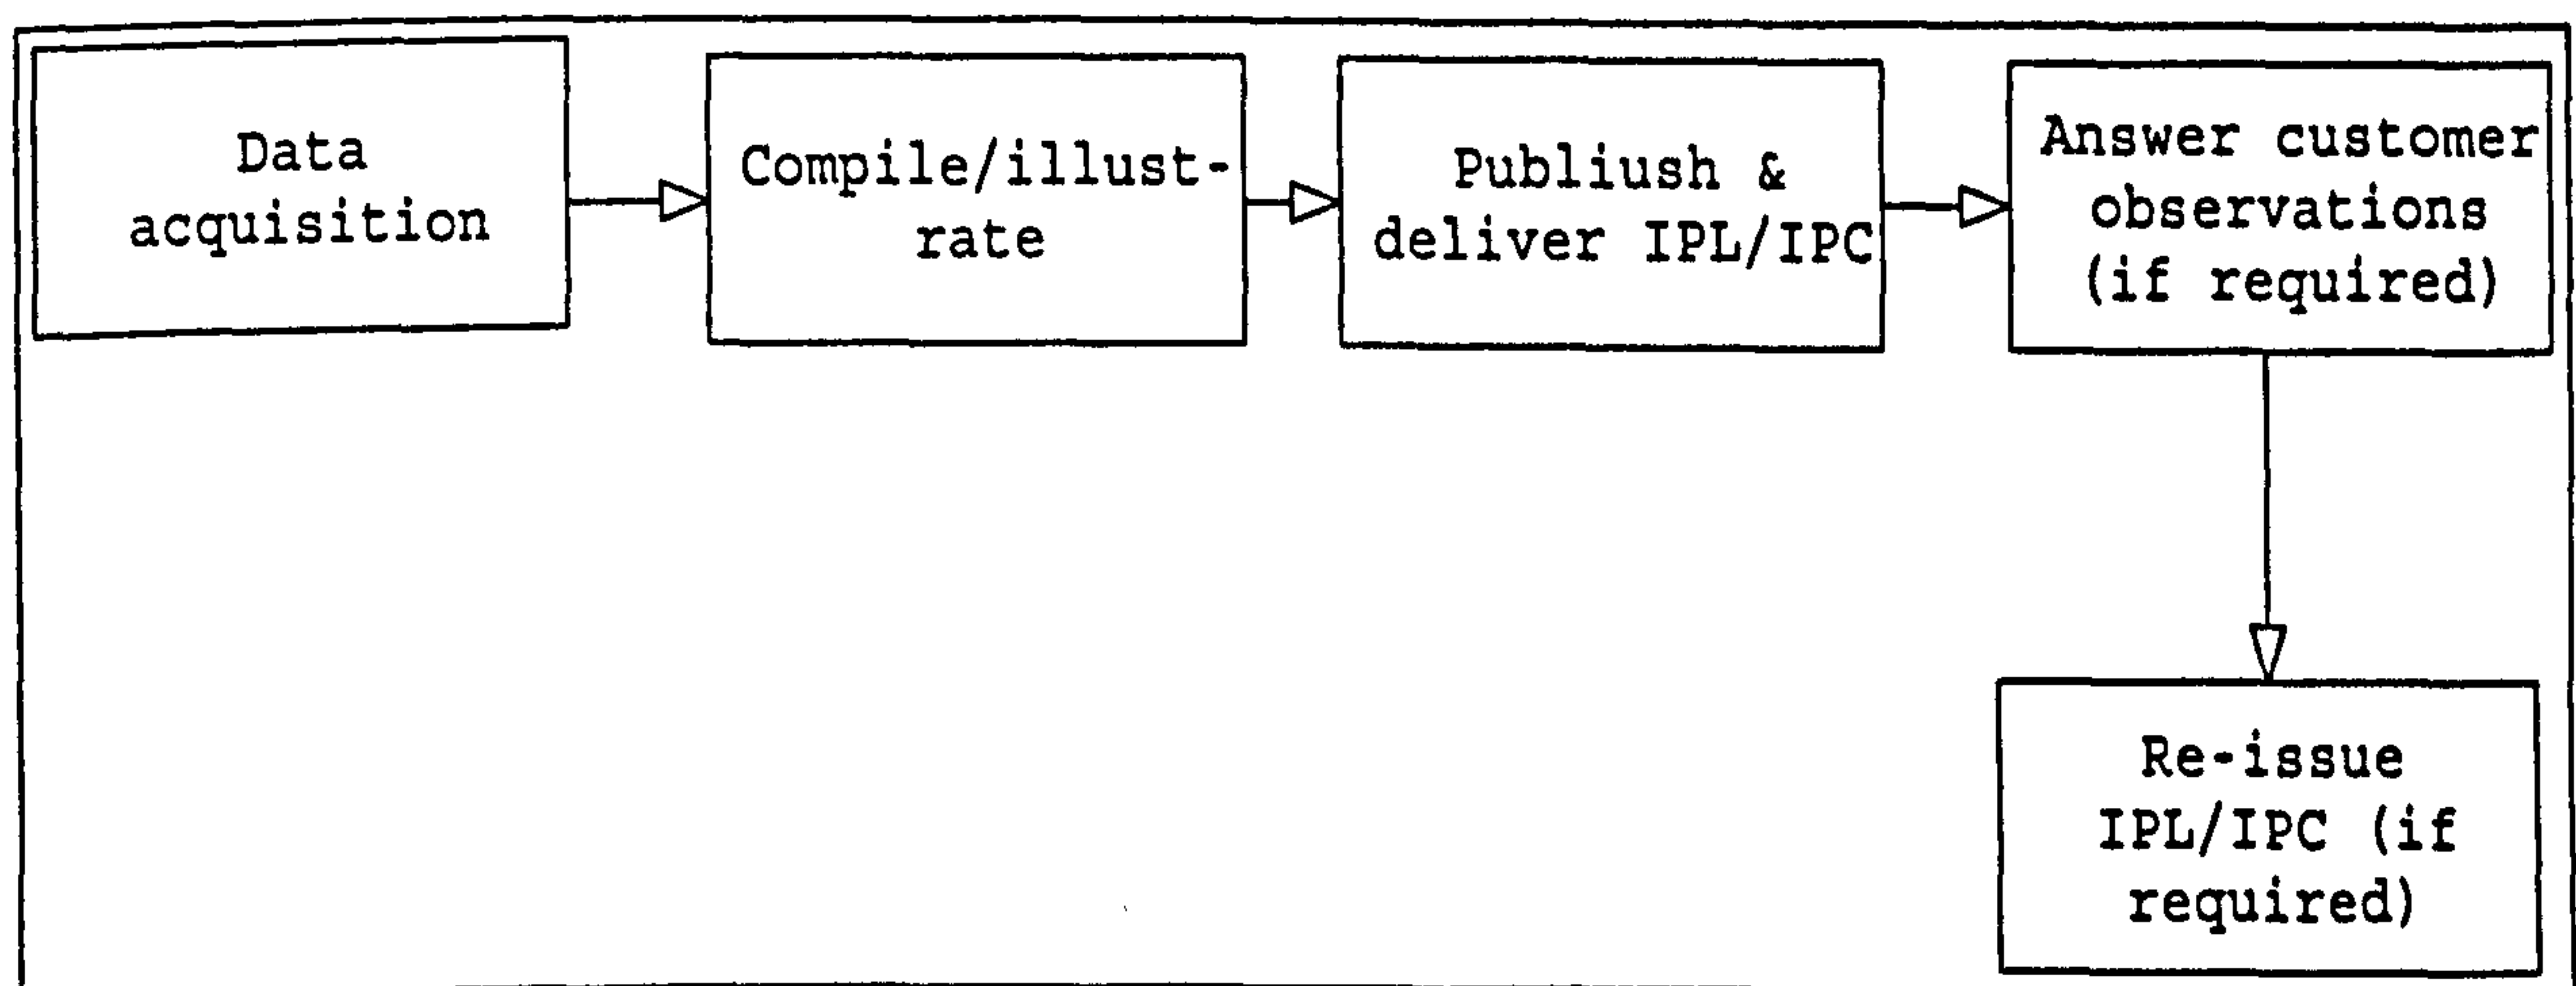 Data
acquisition
Compile/illust-
rate
Publiush &
deliver IPL/IPC
Answer customer
observations
(if required)
Re-issue
IPL/IPC (if
required)